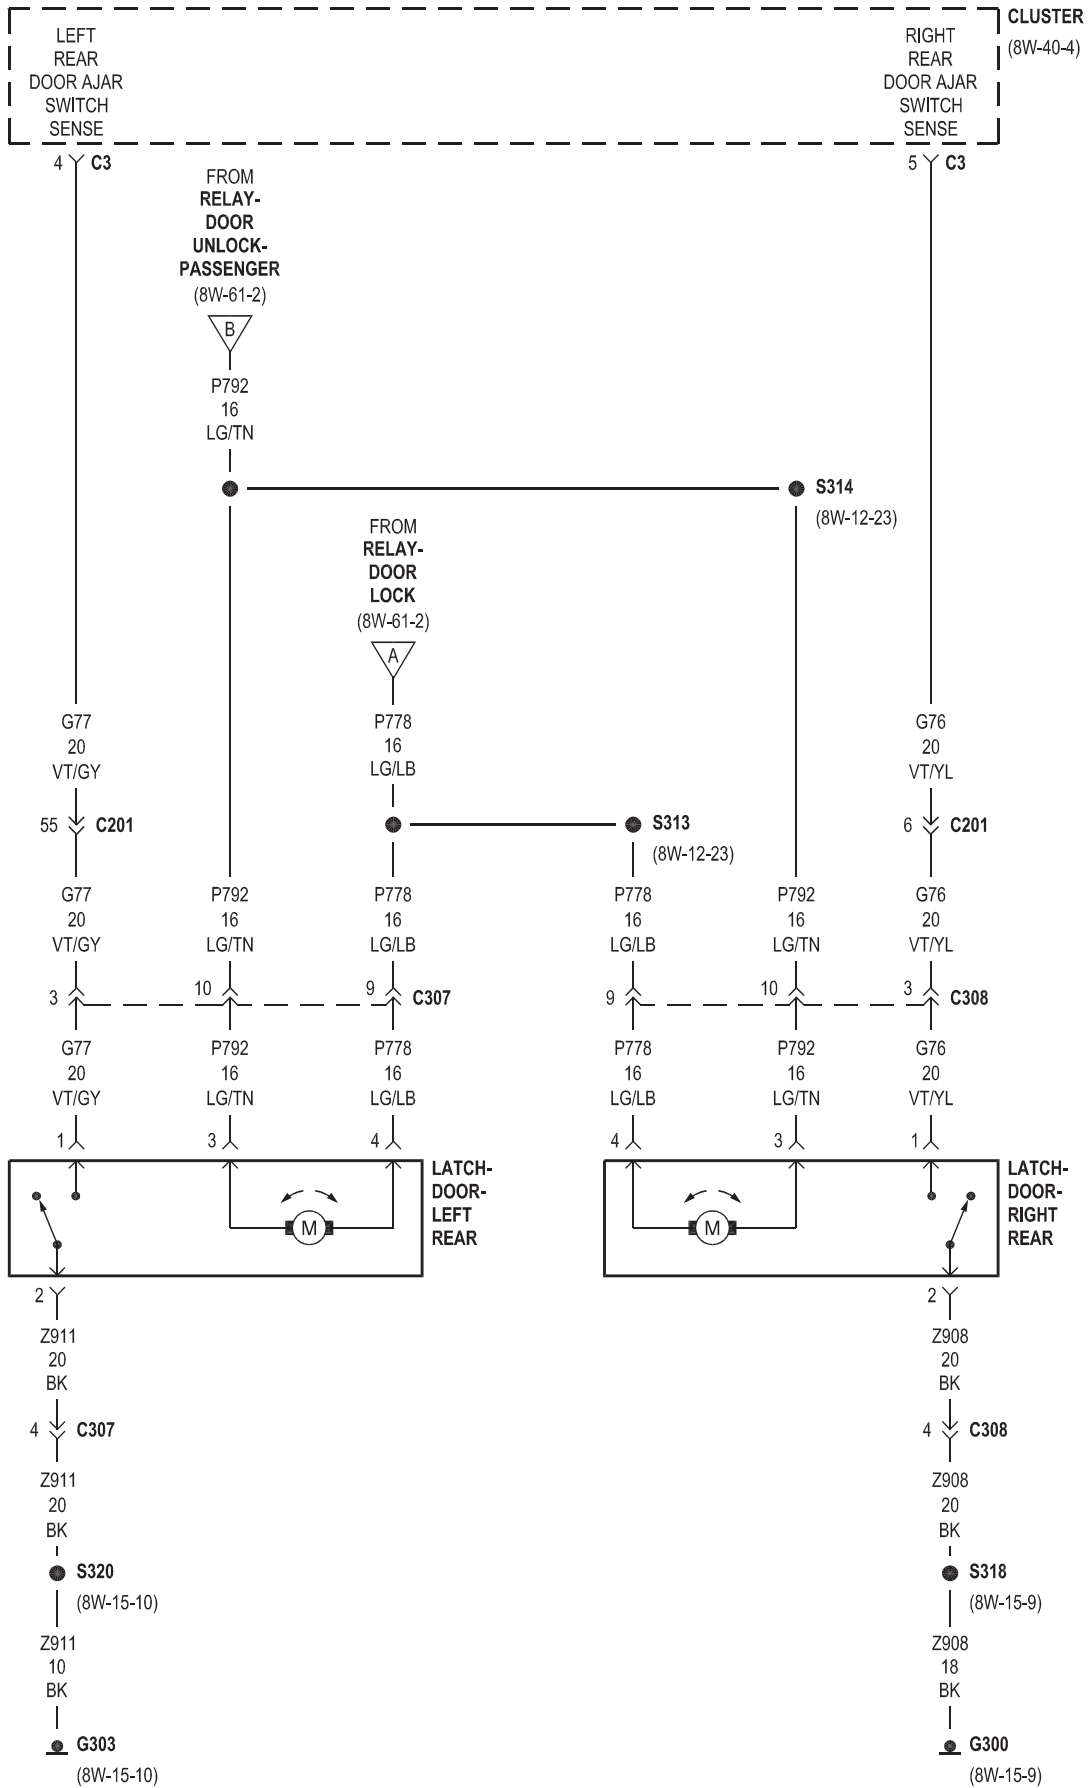 CLUSTER
(8W-40-4)
LEFT
REAR
DOOR AJAR
SWITCH
SENSE
RIGHT
REAR
DOOR AJAR
SWITCH
SENSE
4 C3
5 C3
FROM
RELAY-
DOOR
UNLOCK-
PASSENGER
(8W-61-2)
B
P792
16
LG/TN
S314
(8W-12-23)
FROM
RELAY-
DOOR
LOCK
(8W-61-2)
A
G77
20
VT/GY
P778
16
LG/LB
G76
20
VT/YL
55 C201
S313
(8W-12-23)
6 C201
G77
20
VT/GY
P792
16
LG/TN
P778
16
LG/LB
P778
16
LG/LB
P792
16
LG/TN
G76
20
VT/YL
3
10
9
C307
9
10
3
C308
G77
20
VT/GY
P792
16
LG/TN
P778
16
LG/LB
P778
16
LG/LB
P792
16
LG/TN
G76
20
VT/YL
1
3
4
4
3
1
M
LATCH-
DOOR-
LEFT
REAR
M
LATCH-
DOOR-
RIGHT
REAR
2
2
Z911
20
BK
Z908
20
BK
4 C307
4 C308
Z911
20
BK
Z908
20
BK
S320
(8W-15-10)
S318
(8W-15-9)
Z911
10
BK
Z908
18
BK
G303
(8W-15-10)
G300
(8W-15-9)